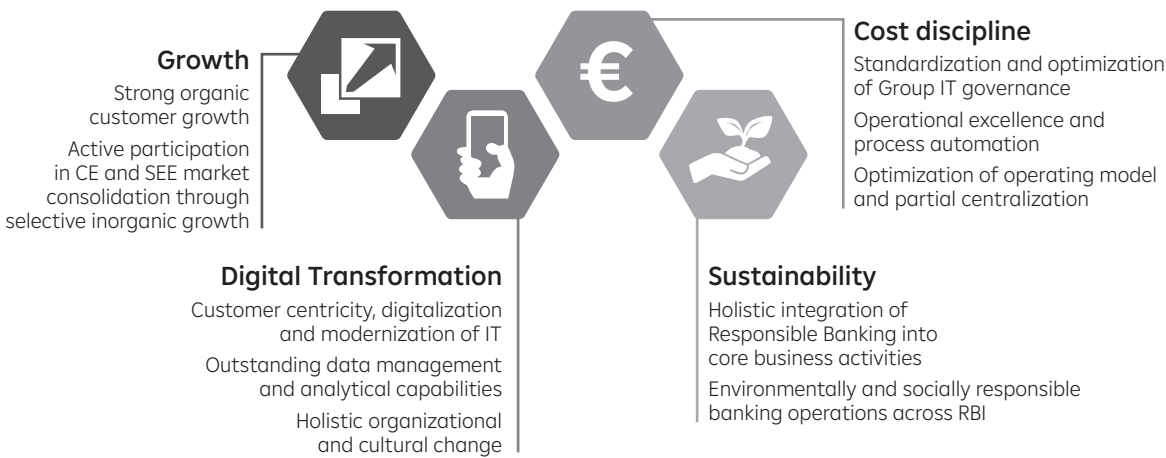 Growth
Strong organic
customer growth
Active participation
in CE and SEE market
consolidation through
selective inorganic growth
Digital Transformation
Customer centricity, digitalization
and modernization of IT
Outstanding data management
and analytical capabilities
Holistic organizational
and cultural change
€
Cost discipline
Standardization and optimization
of Group IT governance
Operational excellence and
process automation
Optimization of operating model
and partial centralization
Sustainability
Holistic integration of
Responsible Banking into
core business activities
Environmentally and socially responsible
banking operations across RBI